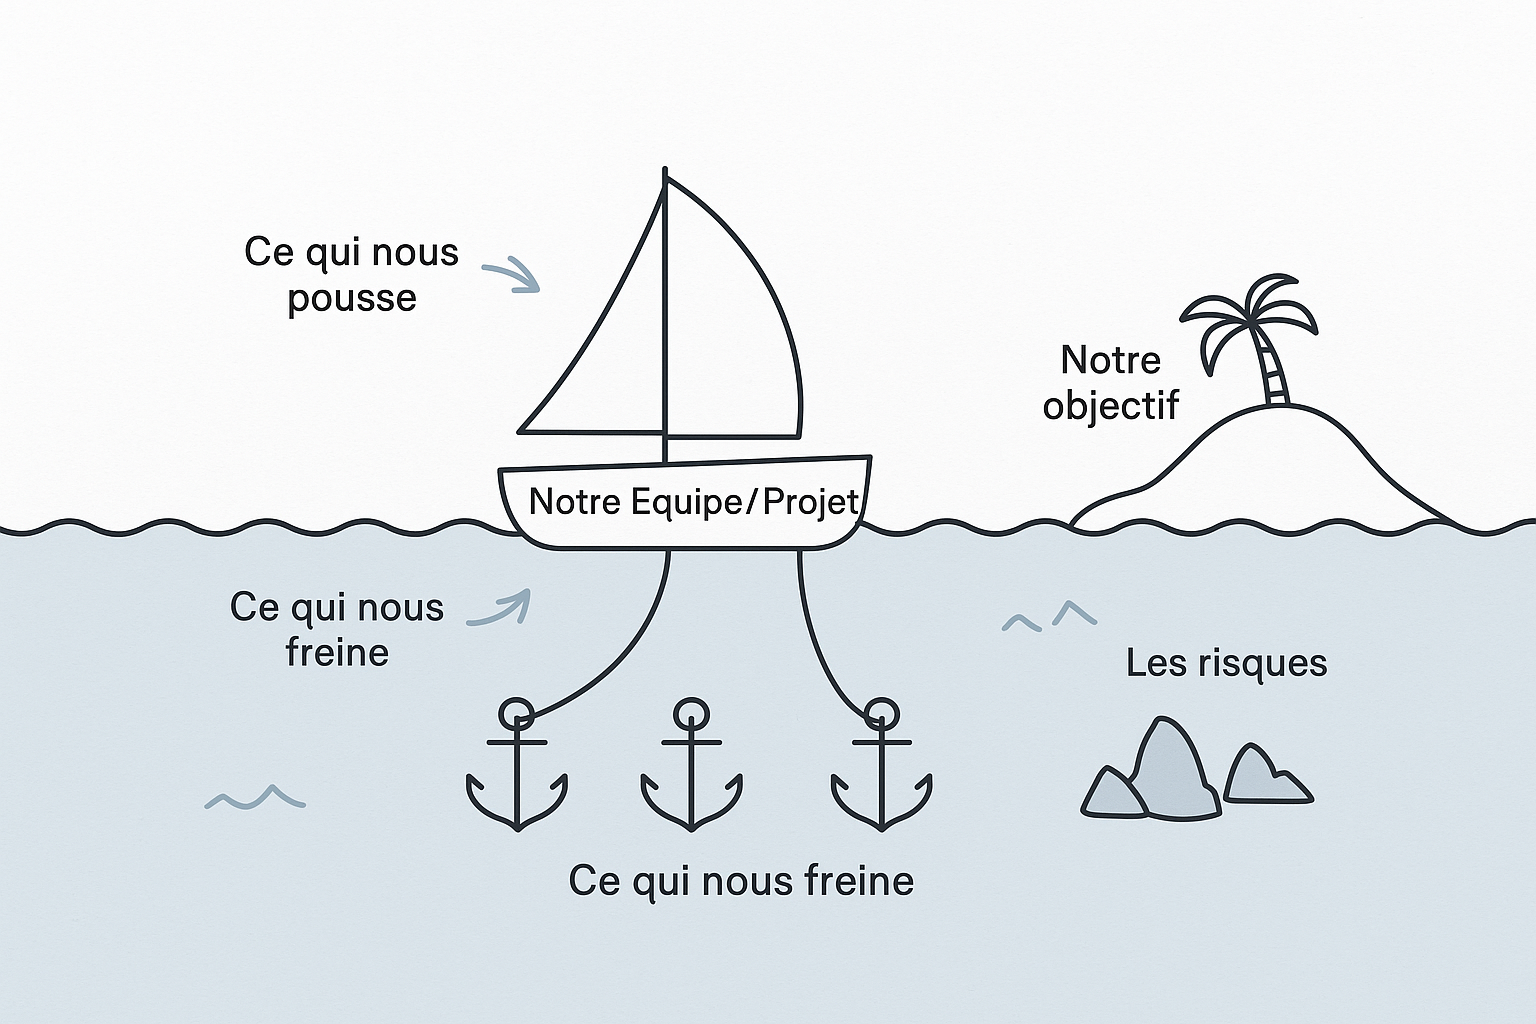 Ce qui nous
pousse
Notre
objectif
Notre Equipe/Projet
Ce qui nous
freine
Les risques
Ce qui nous freine